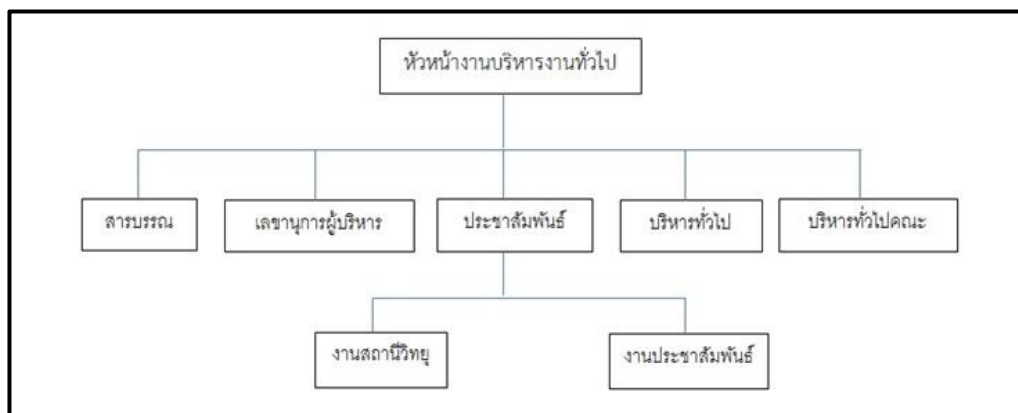 หัวหน้างานบริหารงานทั่วไป
สารบรรณ
เลขานุการผู้บริหาร
ประชาสัมพันธ์
บริหารทั่วไป
บริหารทั่วไปคณะ
งานสถานีวิทยุ
งานประชาสัมพันธ์